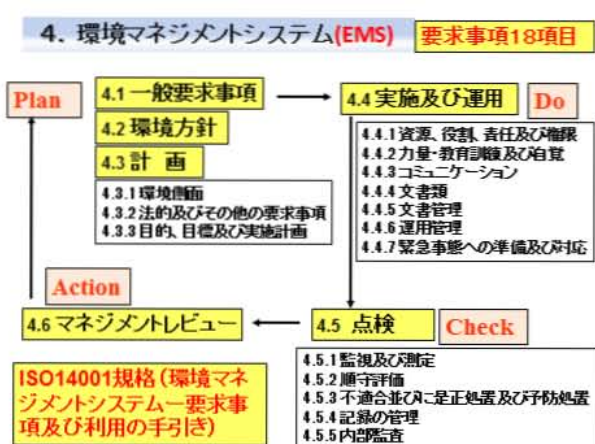 4. 環境マネジメントシステム(EMS)
要求事項18項目
Plan
4.1 一般要求事項
4.2 環境方針
4.3 計 画
4.3.1 環境側面
4.3.2 法的及びその他の要求事項
4.3.3 目的、目標及び実施計画
4.4 実施及び運用
Do
4.4.1 資源、役割、責任及び権限
4.4.2 力量・教育訓練及び自覚
4.4.3 コミュニケーション
4.4.4 文書類
4.4.5 文書管理
4.4.6 運用管理
4.4.7 緊急事態への準備及び対応
Action
4.6 マネジメントレビュー
4.5 点検
Check
4.5.1 監視及び測定
4.5.2 順守評価
4.5.3 不適合並びに是正処置及び予防処置
4.5.4 記録の管理
4.5.5 内部監査
ISO14001規格(環境マネ
ジメントシステムー要求事
項及び利用の手引き)